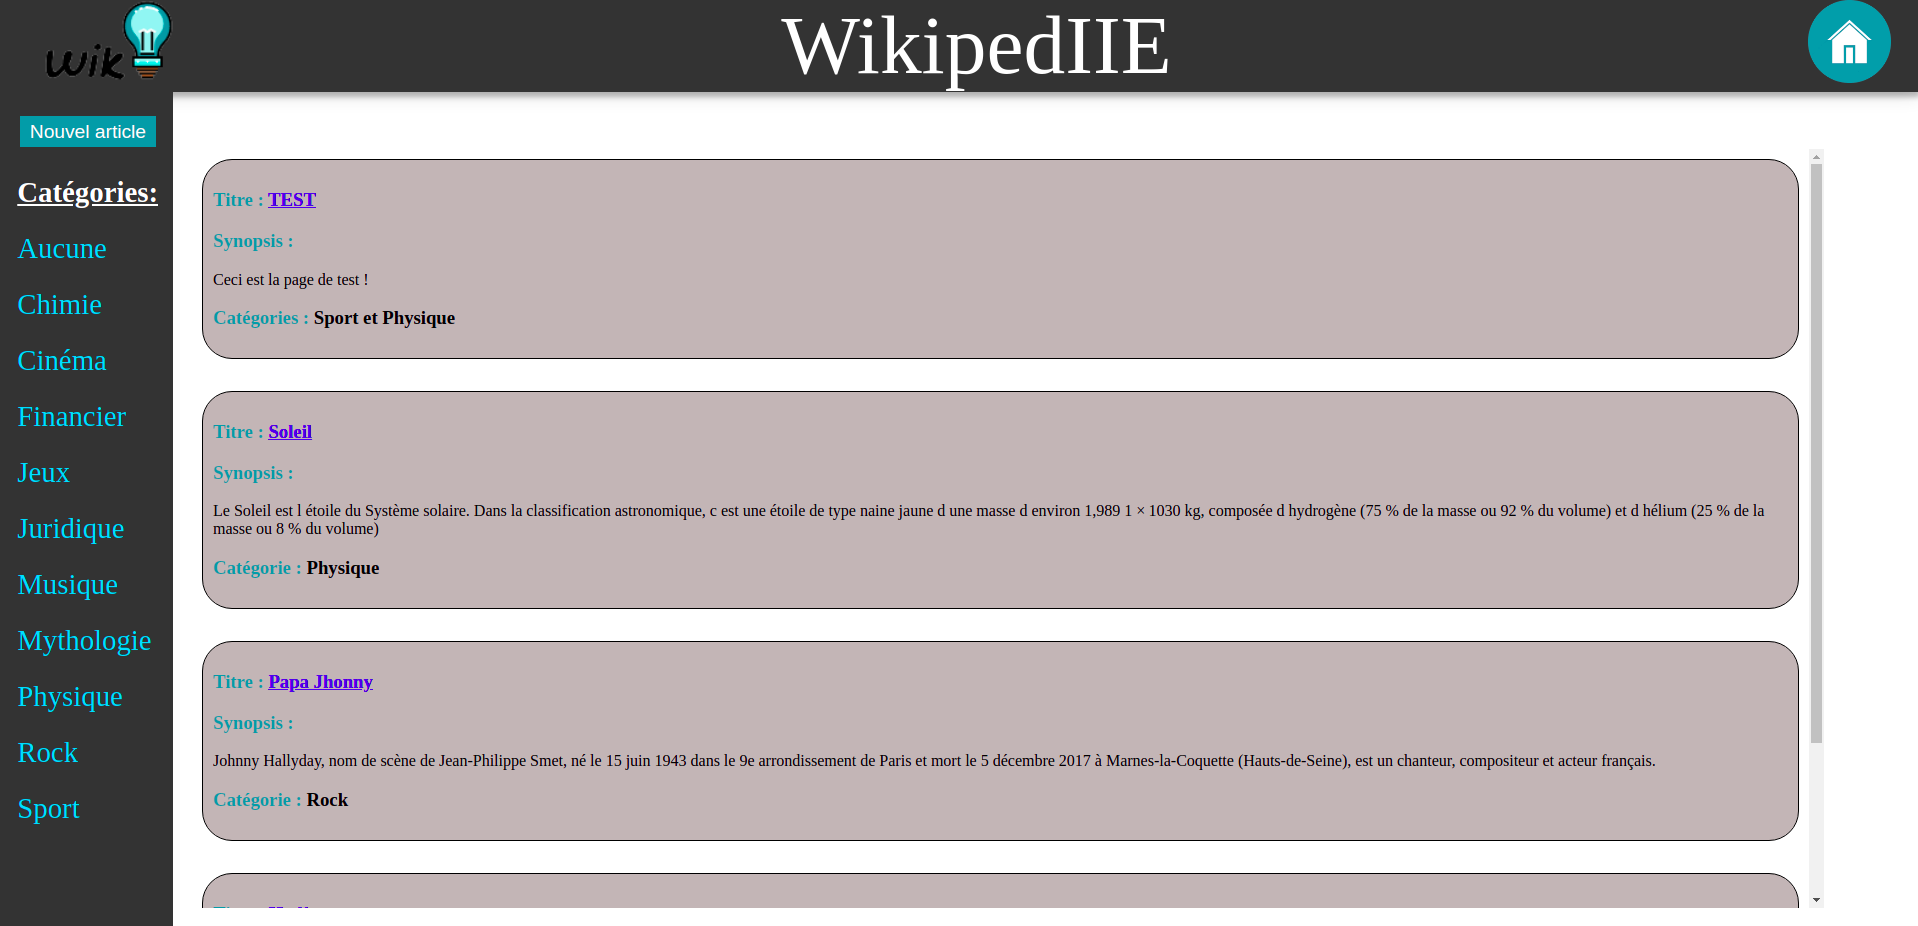 wik
WikipedIIE
Nouvel article
Catégories:
Aucune
Chimie
Cinéma
Financier
Jeux
Juridique
Musique
Mythologie
Physique
Rock
Sport
Titre : TEST
Synopsis :
Ceci est la page de test !
Catégories : Sport et Physique
Titre : Soleil
Synopsis :
Le Soleil est l étoile du Système solaire. Dans la classification astronomique, c est une étoile de type naine jaune d une masse d environ 1,989 1 × 1030 kg, composée d hydrogène (75 % de la masse ou 92 % du volume) et d hélium (25 % de la
masse ou 8 % du volume)
Catégorie : Physique
Titre : Papa Jhonny
Synopsis :
Johnny Hallyday, nom de scène de Jean-Philippe Smet, né le 15 juin 1943 dans le 9e arrondissement de Paris et mort le 5 décembre 2017 à Marnes-la-Coquette (Hauts-de-Seine), est un chanteur, compositeur et acteur français.
Catégorie : Rock